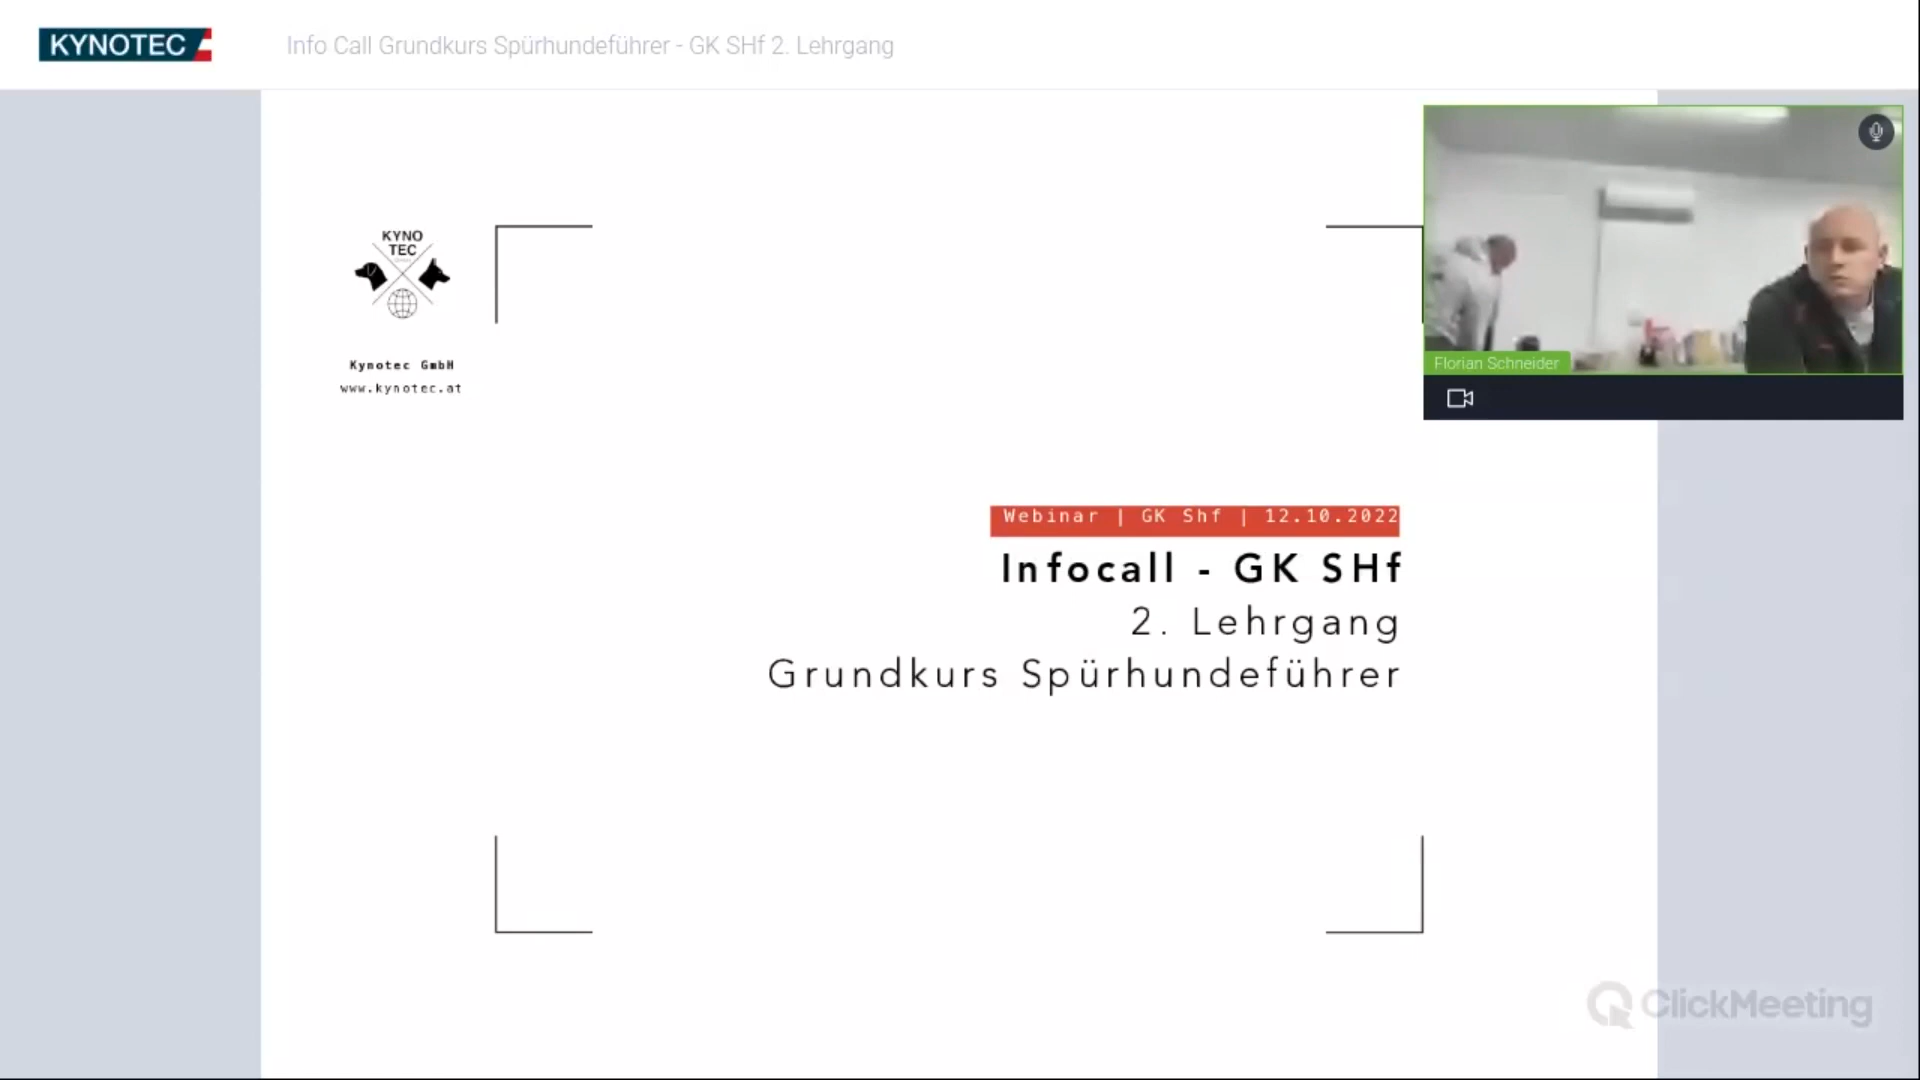 KYNOTEC
Info Call Grundkurs Spürhundeführer - GK SHf 2. Lehrgang
KYNO
TEC
Kynotec GmbH
www.kynotec.at
Florian Schneider
Webinar | GK Shf | 12.10.2022
Infocall - GK SHf
2. Lehrgang
Grundkurs Spürhundeführer
ClickMeeting